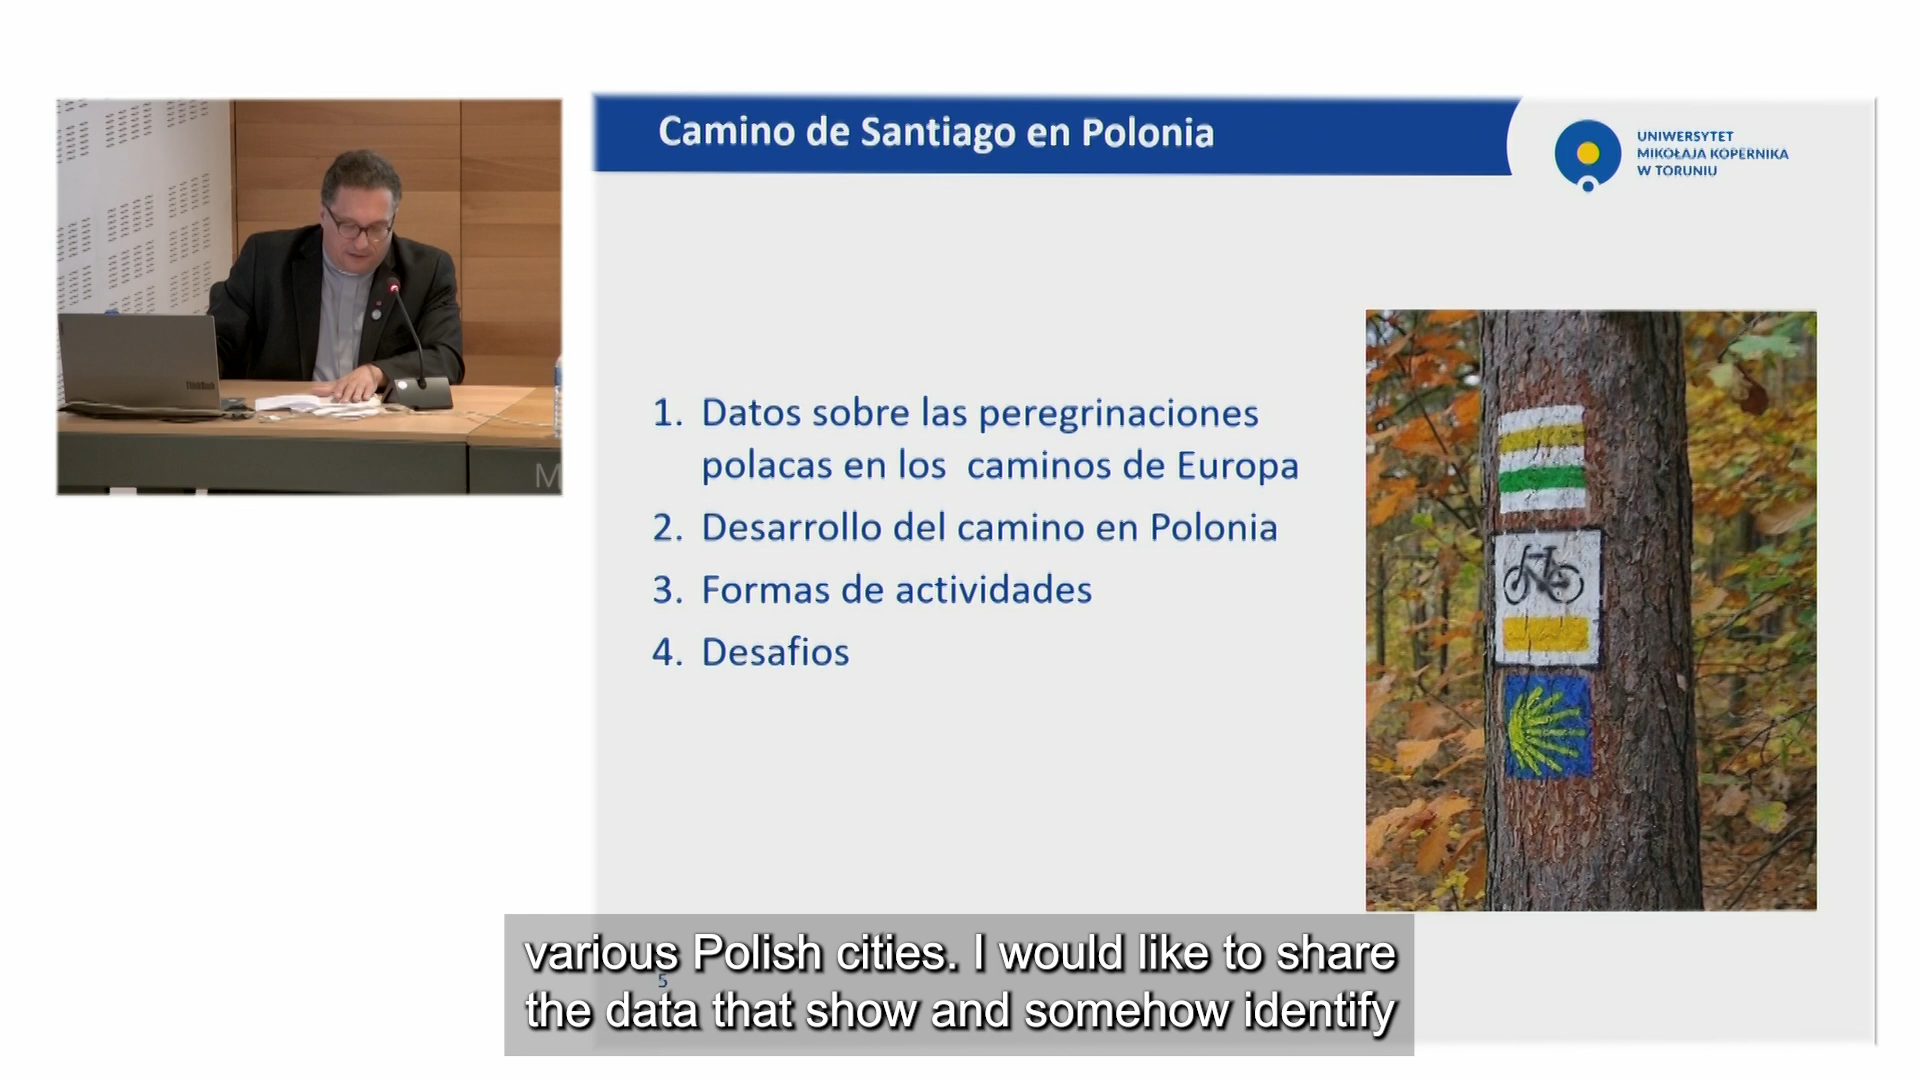 Camino de Santiago en Polonia
UNIWERSYTET
MIKOŁAJA KOPERNIKA
W TORUNIU
1. Datos sobre las peregrinaciones
polacas en los caminos de Europa
2. Desarrollo del camino en Polonia
3. Formas de actividades
4. Desafios
ThinkBook
M
5
various Polish cities. I would like to share
the data that show and somehow identify